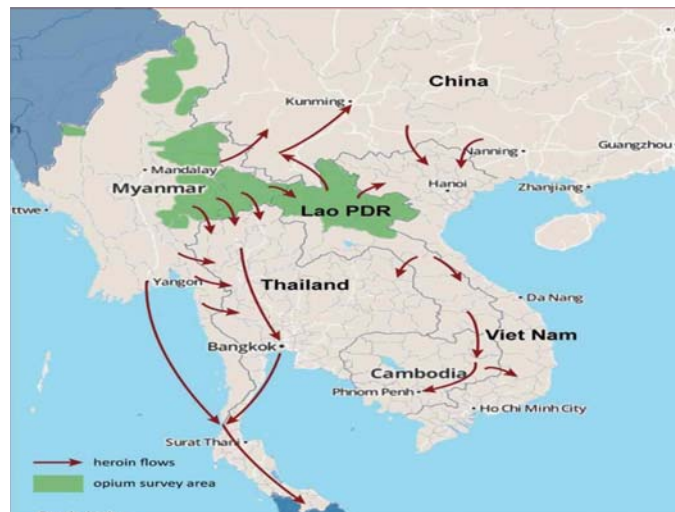 China
Kunming
Nanning
Guangzhou
Mandalay
Myanmar
Hanoi
Zhanjiang
ttwe
Lao PDR
Thailand
Yangon
Da Nang
Viet Nam
Bangkok
Cambodia
Phnom Penh
Ho Chi Minh City
Surat Thani
heroin flows
opium survey area